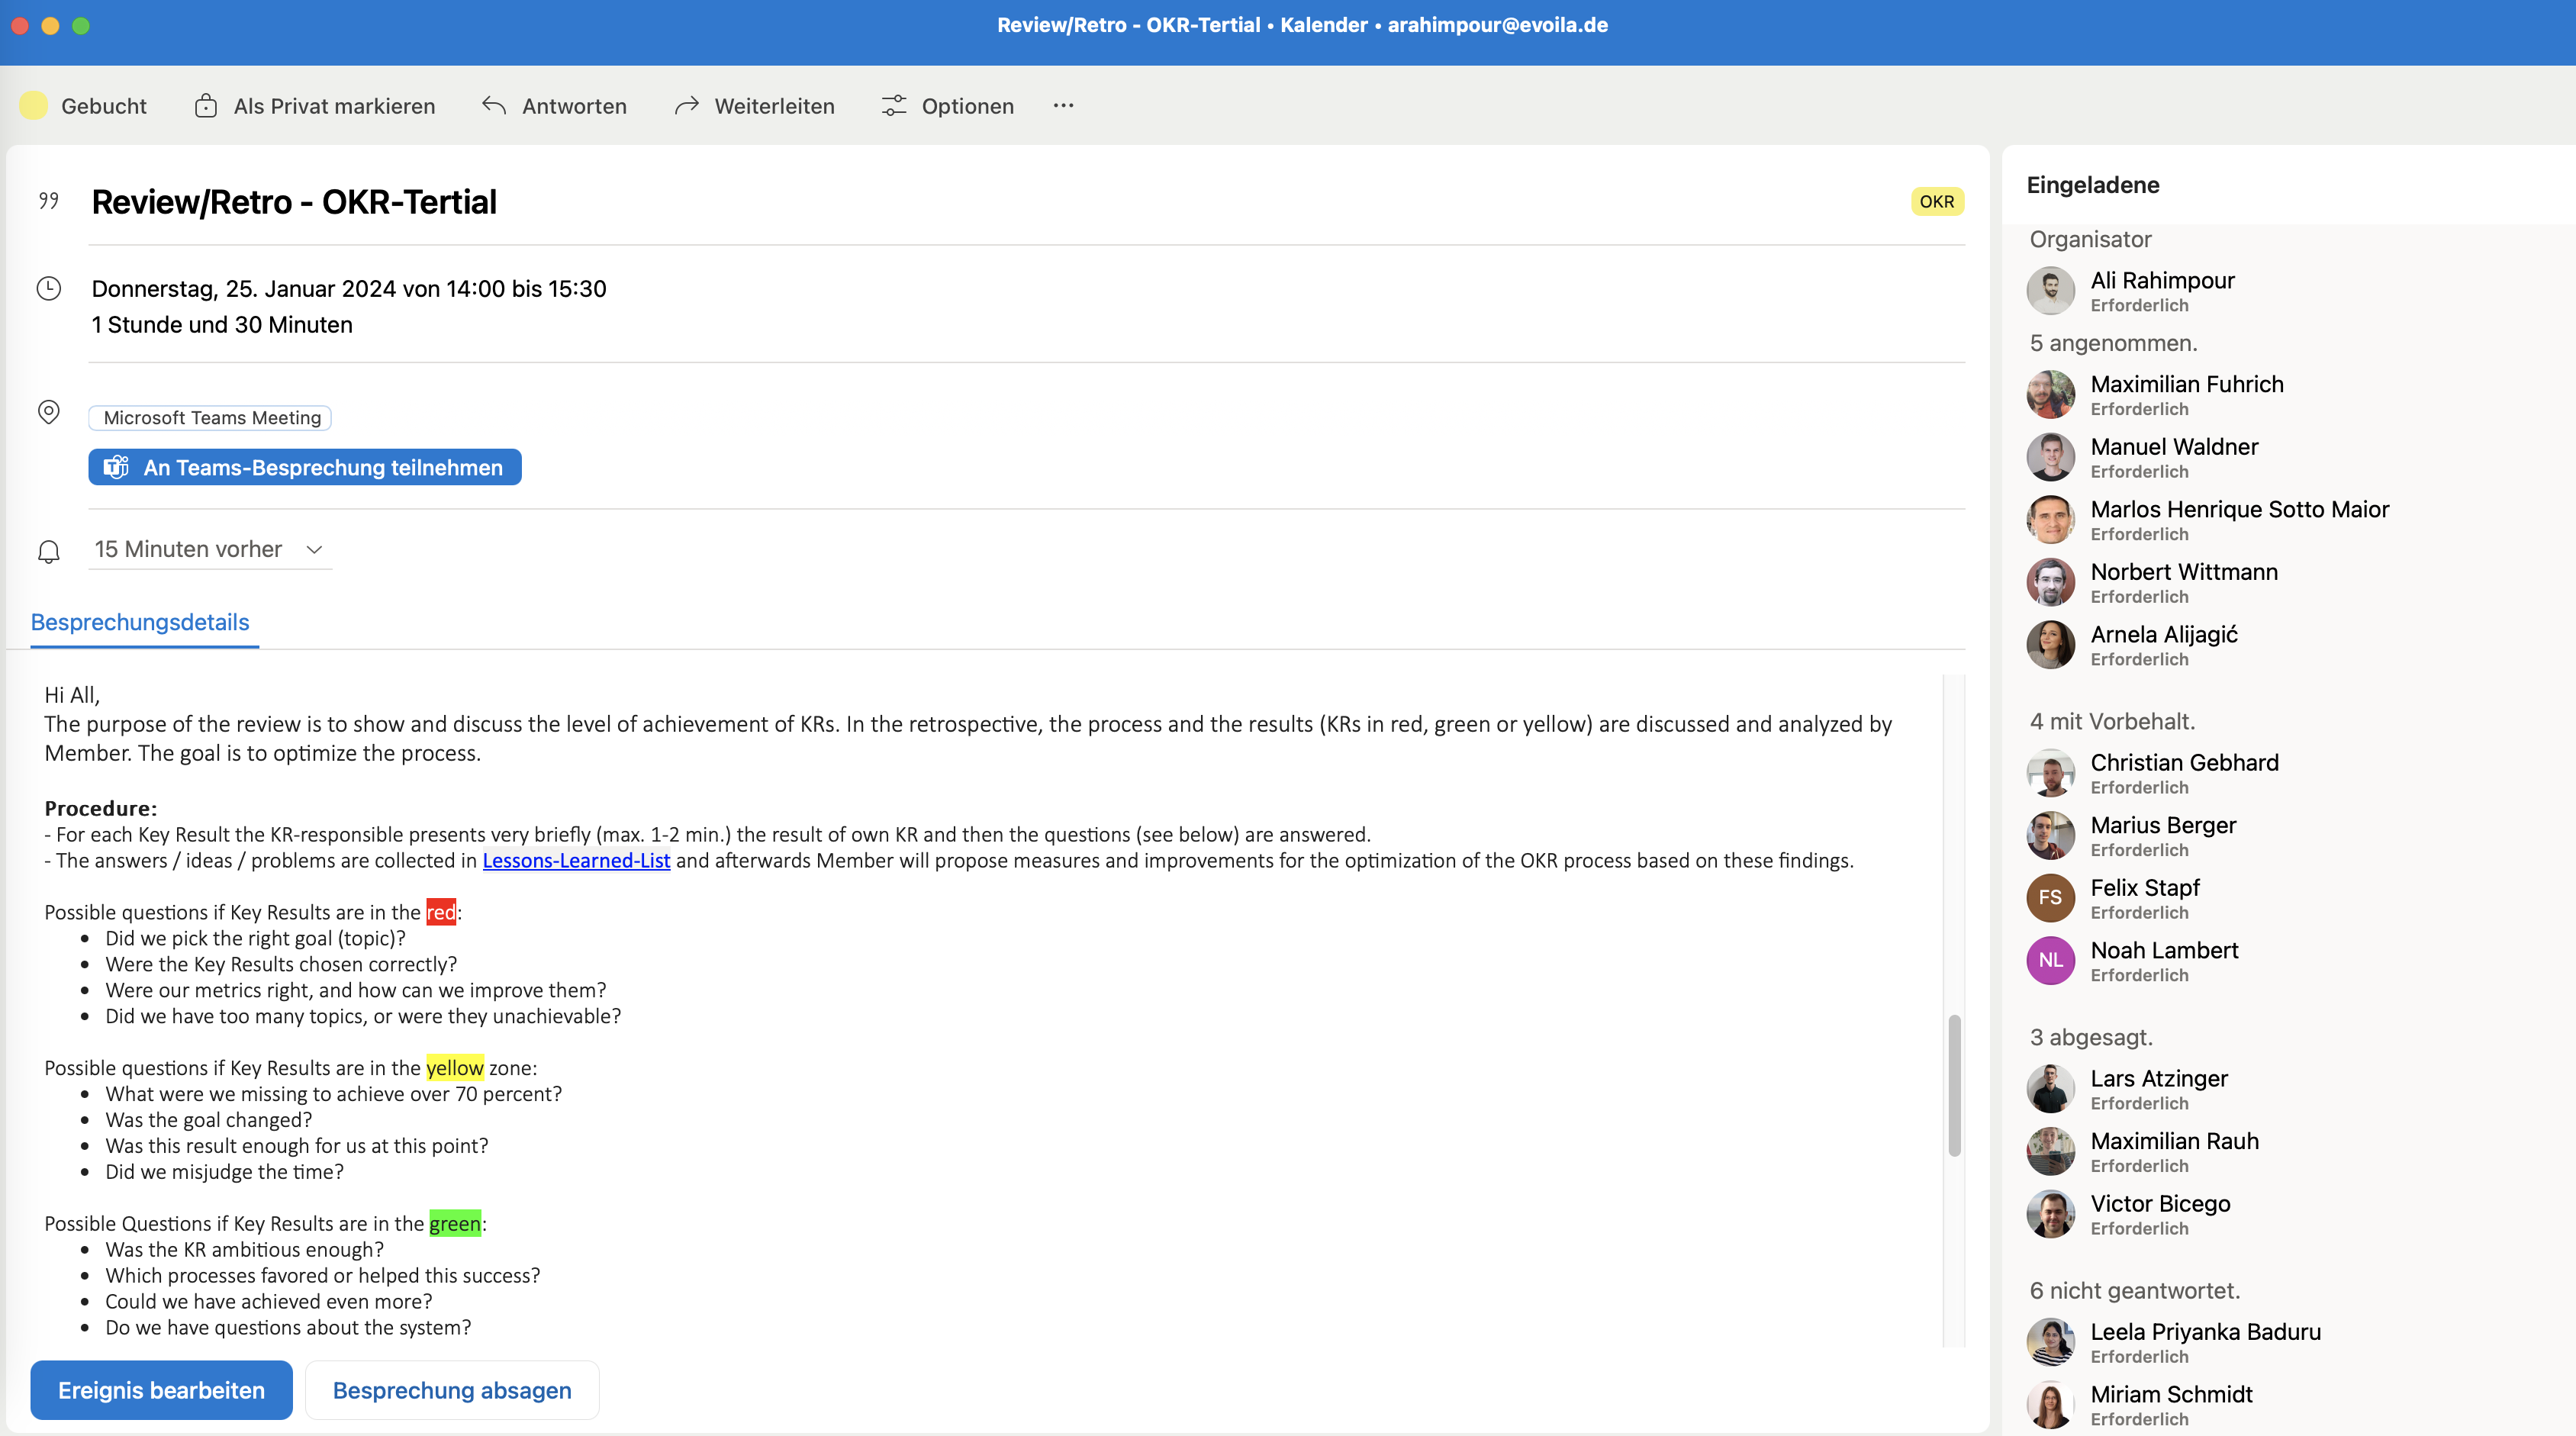 Review/Retro - OKR-Tertial • Kalender • arahimpour@evoila.de
Gebucht
Als Privat markieren
Antworten
Weiterleiten
Optionen
Review/Retro - OKR-Tertial
OKR
Donnerstag, 25. Januar 2024 von 14:00 bis 15:30
1 Stunde und 30 Minuten
Microsoft Teams Meeting
An Teams-Besprechung teilnehmen
15 Minuten vorher
Besprechungsdetails
Hi All,
The purpose of the review is to show and discuss the level of achievement of KRs. In the retrospective, the process and the results (KRs in red, green or yellow) are discussed and analyzed by
Member. The goal is to optimize the process.
Procedure:
- For each Key Result the KR-responsible presents very briefly (max. 1-2 min.) the result of own KR and then the questions (see below) are answered.
- The answers / ideas / problems are collected in Lessons-Learned-List and afterwards Member will propose measures and improvements for the optimization of the OKR process based on these findings.
Possible questions if Key Results are in the red:
• Did we pick the right goal (topic)?
• Were the Key Results chosen correctly?
• Were our metrics right, and how can we improve them?
• Did we have too many topics, or were they unachievable?
Possible questions if Key Results are in the yellow zone:
• What were we missing to achieve over 70 percent?
• Was the goal changed?
• Was this result enough for us at this point?
• Did we misjudge the time?
Possible Questions if Key Results are in the green:
• Was the KR ambitious enough?
• Which processes favored or helped this success?
• Could we have achieved even more?
• Do we have questions about the system?
Ereignis bearbeiten
Besprechung absagen
Eingeladene
Organisator
Ali Rahimpour
Erforderlich
5 angenommen.
Maximilian Fuhrich
Erforderlich
Manuel Waldner
Erforderlich
Marlos Henrique Sotto Maior
Erforderlich
Norbert Wittmann
Erforderlich
Arnela Alijagić
Erforderlich
4 mit Vorbehalt.
Christian Gebhard
Erforderlich
Marius Berger
Erforderlich
FS
Felix Stapf
Erforderlich
NL
Noah Lambert
Erforderlich
3 abgesagt.
Lars Atzinger
Erforderlich
Maximilian Rauh
Erforderlich
Victor Bicego
Erforderlich
6 nicht geantwortet.
Leela Priyanka Baduru
Erforderlich
Miriam Schmidt
Erforderlich